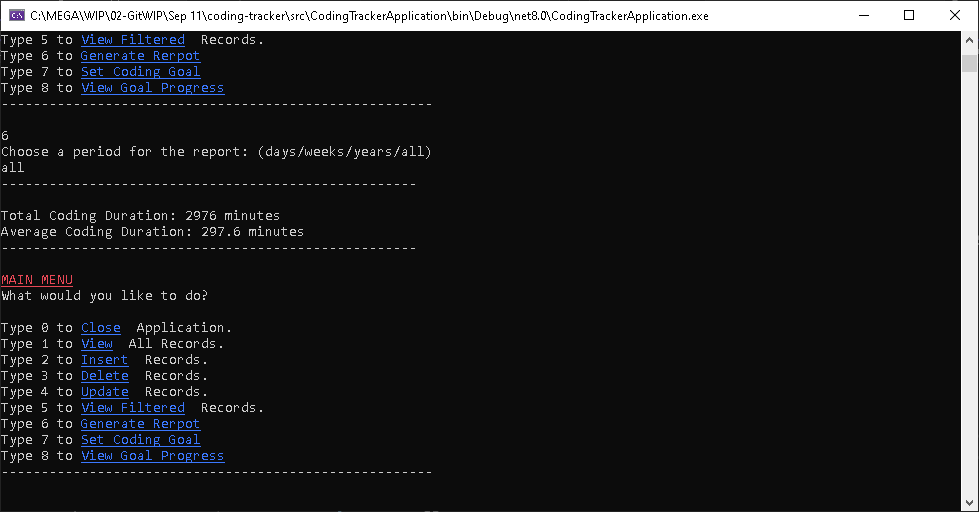 C:\MEGA\WIP\02-GitWIP\Sep 11\coding-tracker\src\CodingTrackerApplication\bin\Debug\net8.0\CodingTrackerApplication.exe
Type 5 to View Filtered  Records.
Type 6 to Generate Rerpot
Type 7 to Set Coding Goal
Type 8 to View Goal Progress
------------------------------------------------------
6
Choose a period for the report: (days/weeks/years/all)
all
----------------------------------------------------
Total Coding Duration: 2976 minutes
Average Coding Duration: 297.6 minutes
----------------------------------------------------
MAIN MENU
What would you like to do?
Type 0 to Close  Application.
Type 1 to View  All Records.
Type 2 to Insert  Records.
Type 3 to Delete  Records.
Type 4 to Update  Records.
Type 5 to View Filtered  Records.
Type 6 to Generate Rerpot
Type 7 to Set Coding Goal
Type 8 to View Goal Progress
------------------------------------------------------